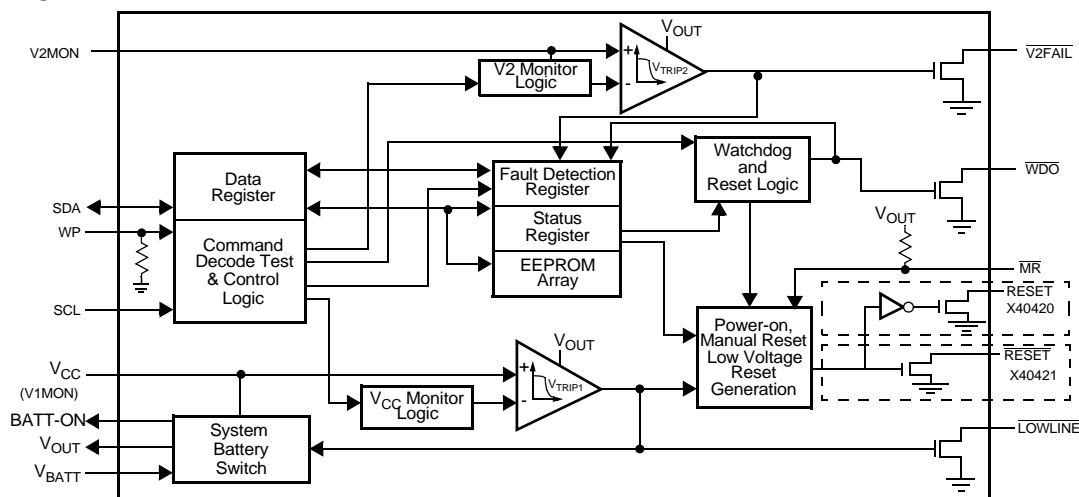 V2MON
V2 Monitor
Logic
+
-
VTRIP2
VOUT
V2FAIL
Data
Register
Command
Decode Test
& Control
Logic
SDA
WP
SCL
Fault Detection
Register
Status
Register
EEPROM
Array
Watchdog
and
Reset Logic
WDO
VOUT
MR
RESET
X40420
RESET
X40421
Power-on,
Manual Reset
Low Voltage
Reset
Generation
VCC
(V1MON)
VCC Monitor
Logic
+
-
VTRIP1
VOUT
BATT-ON
VOUT
VBATT
System
Battery
Switch
LOWLINE